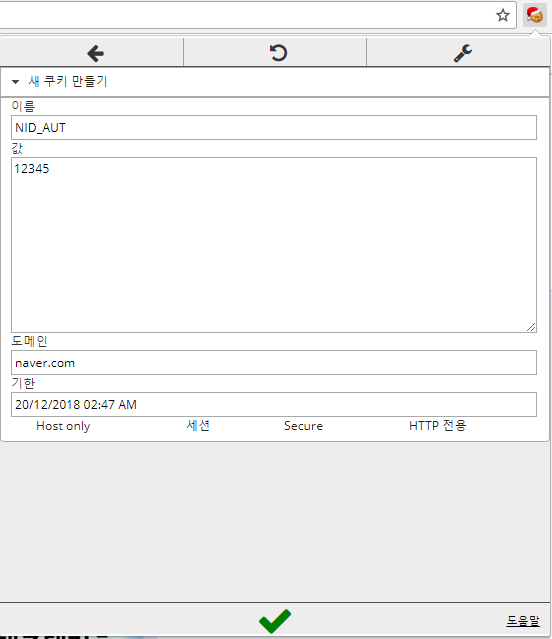 새 쿠키 만들기
이름
NID_AUT
값
12345
도메인
naver.com
기한
20/12/2018 02:47 AM
Host only 세션 Secure HTTP 전용
도움말